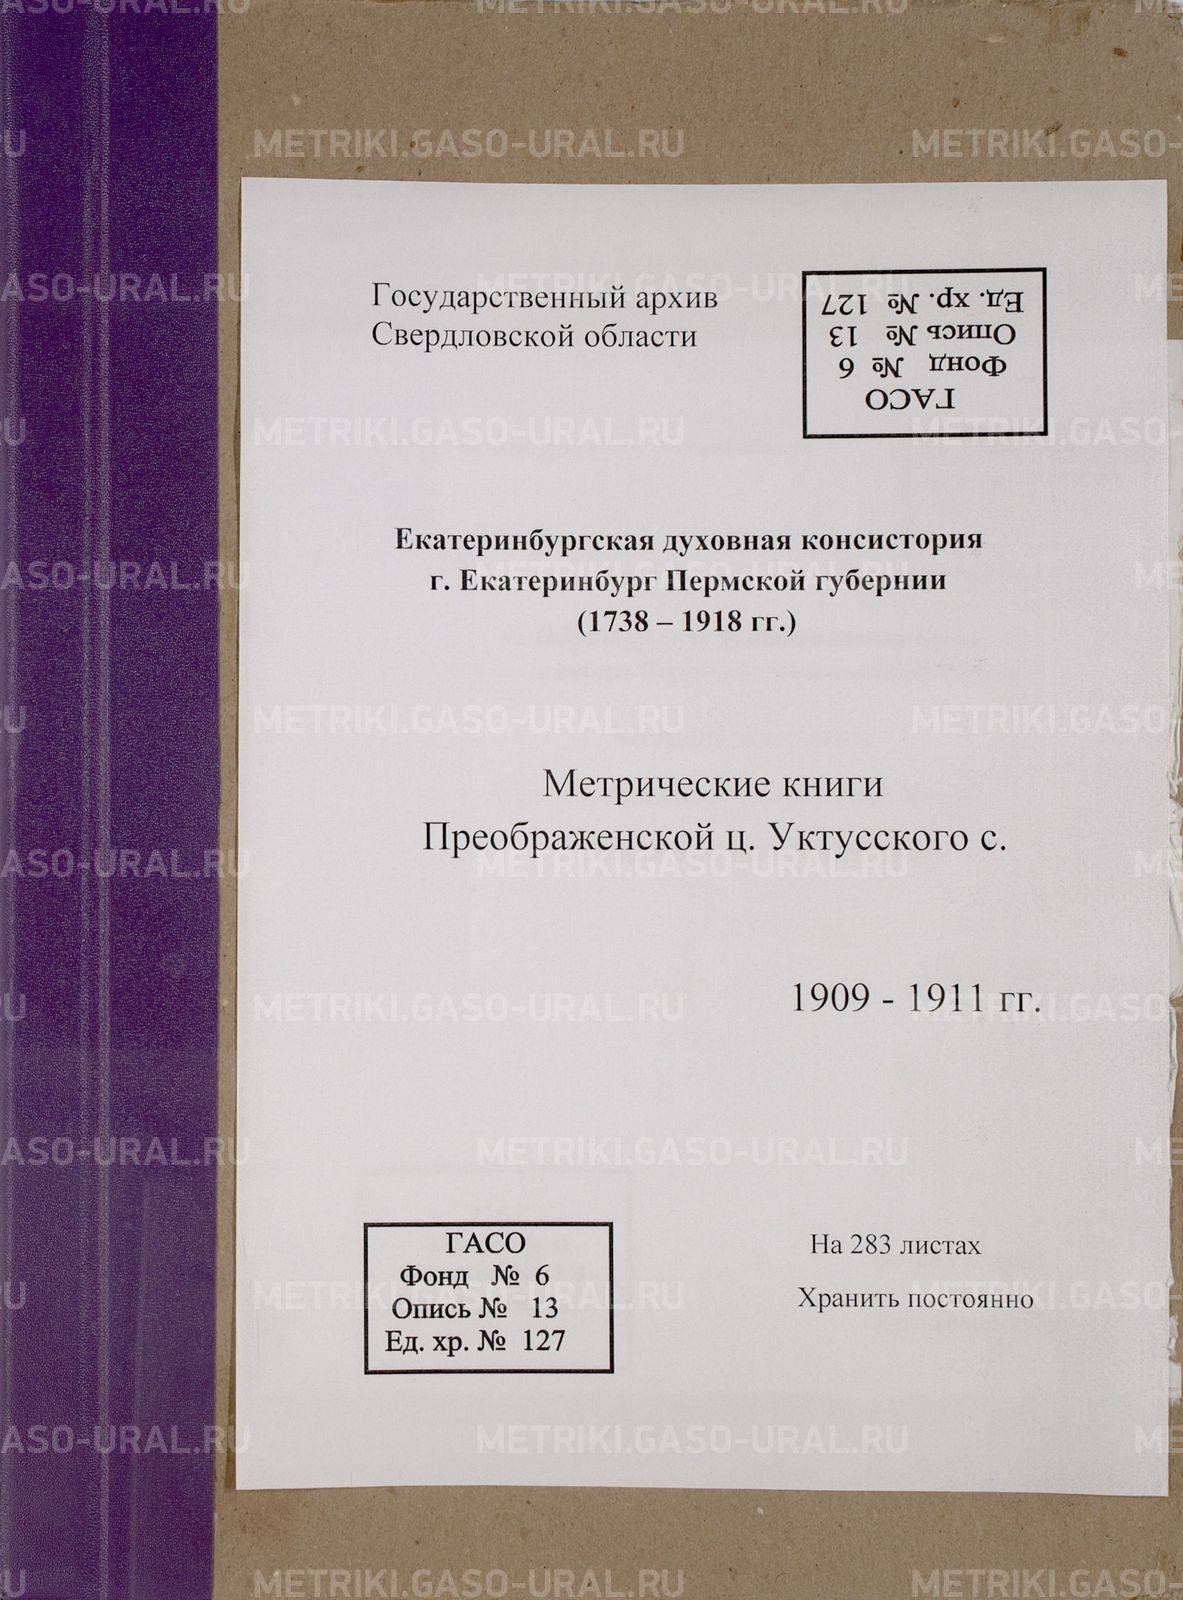 Государственный архив
Свердловской области
ГАСО
Фонд № 6
Опись № 13
Ед. хр. № 127
Екатеринбургская духовная консистория
г. Екатеринбург Пермской губернии
(1738 – 1918 гг.)
Метрические книги
Преображенской ц. Уктусского с.
1909 - 1911 гг.
ГАСО
Фонд № 6
Опись № 13
Ед. хр. № 127
На 283 листах
Хранить постоянно
METRIKI.GASO-URAL.RU